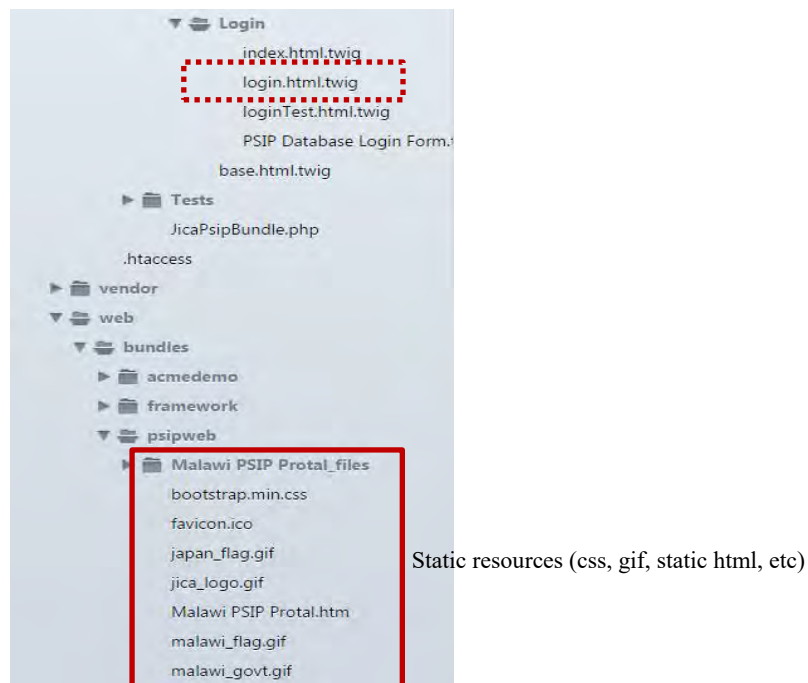 Login
index.html.twig
login.html.twig
loginTest.html.twig
PSIP Database Login Form.
base.html.twig
Tests
JicaPsipBundle.php
.htaccess
vendor
web
bundles
acmedemo
framework
psipweb
Malawi PSIP Protal_files
bootstrap.min.css
favicon.ico
japan_flag.gif
Static resources (css, gif, static html, etc)
jica_logo.gif
Malawi PSIP Protal.htm
malawi_flag.gif
malawi_govt.gif